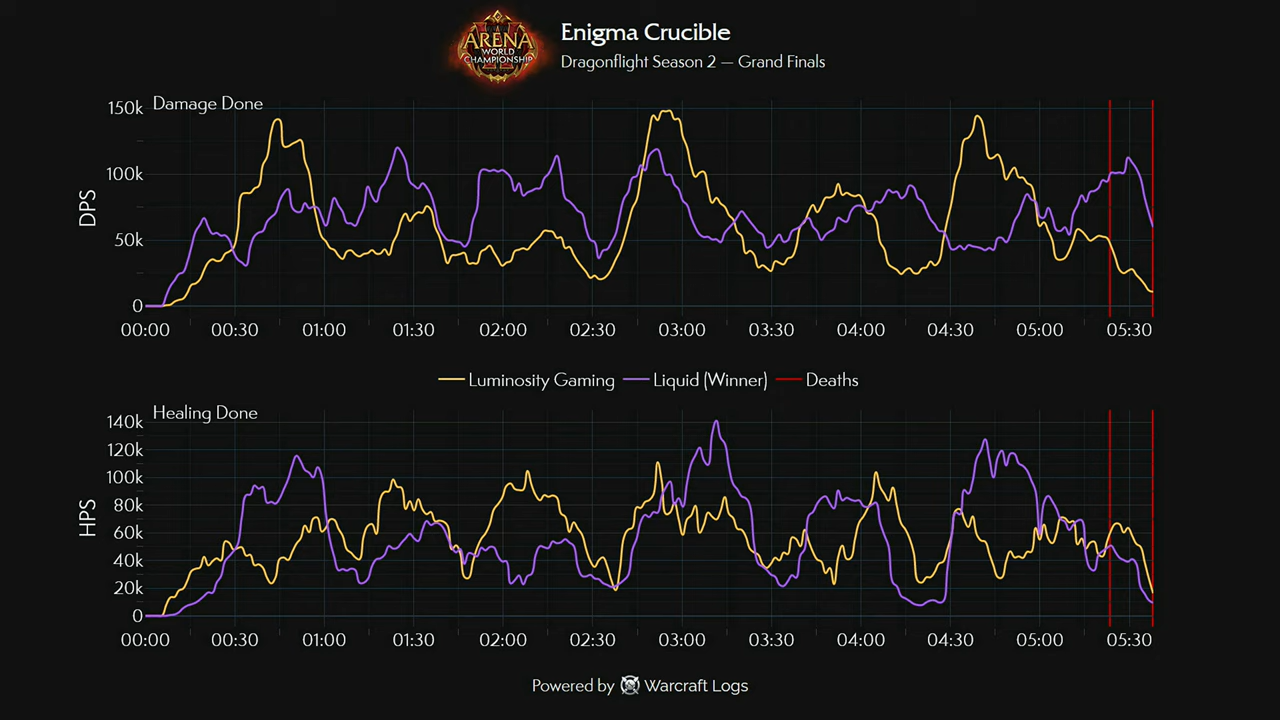 ARENA
WORLD
CHAMPIONSHIP
Enigma Crucible
Dragonflight Season 2 — Grand Finals
Damage Done
DPS
150k
100k
50k
0
00:00 00:30 01:00 01:30 02:00 02:30 03:00 03:30 04:00 04:30 05:00 05:30
Luminosity Gaming Liquid (Winner) Deaths
Healing Done
HPS
140k
120k
100k
80k
60k
40k
20k
0
00:00 00:30 01:00 01:30 02:00 02:30 03:00 03:30 04:00 04:30 05:00 05:30
Powered by Warcraft Logs